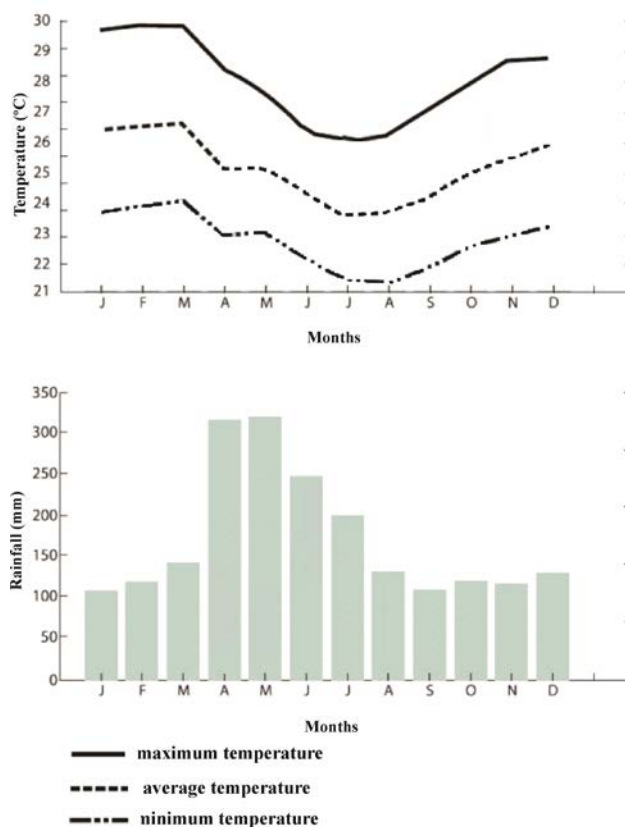 30
29
28
27
26
25
24
23
22
21
Temperature (°C)
J F M A M J J A S O N D
Months
350
300
250
200
150
100
50
0
Rainfall (mm)
J F M A M J J A S O N D
Months
maximum temperature
average temperature
minimum temperature